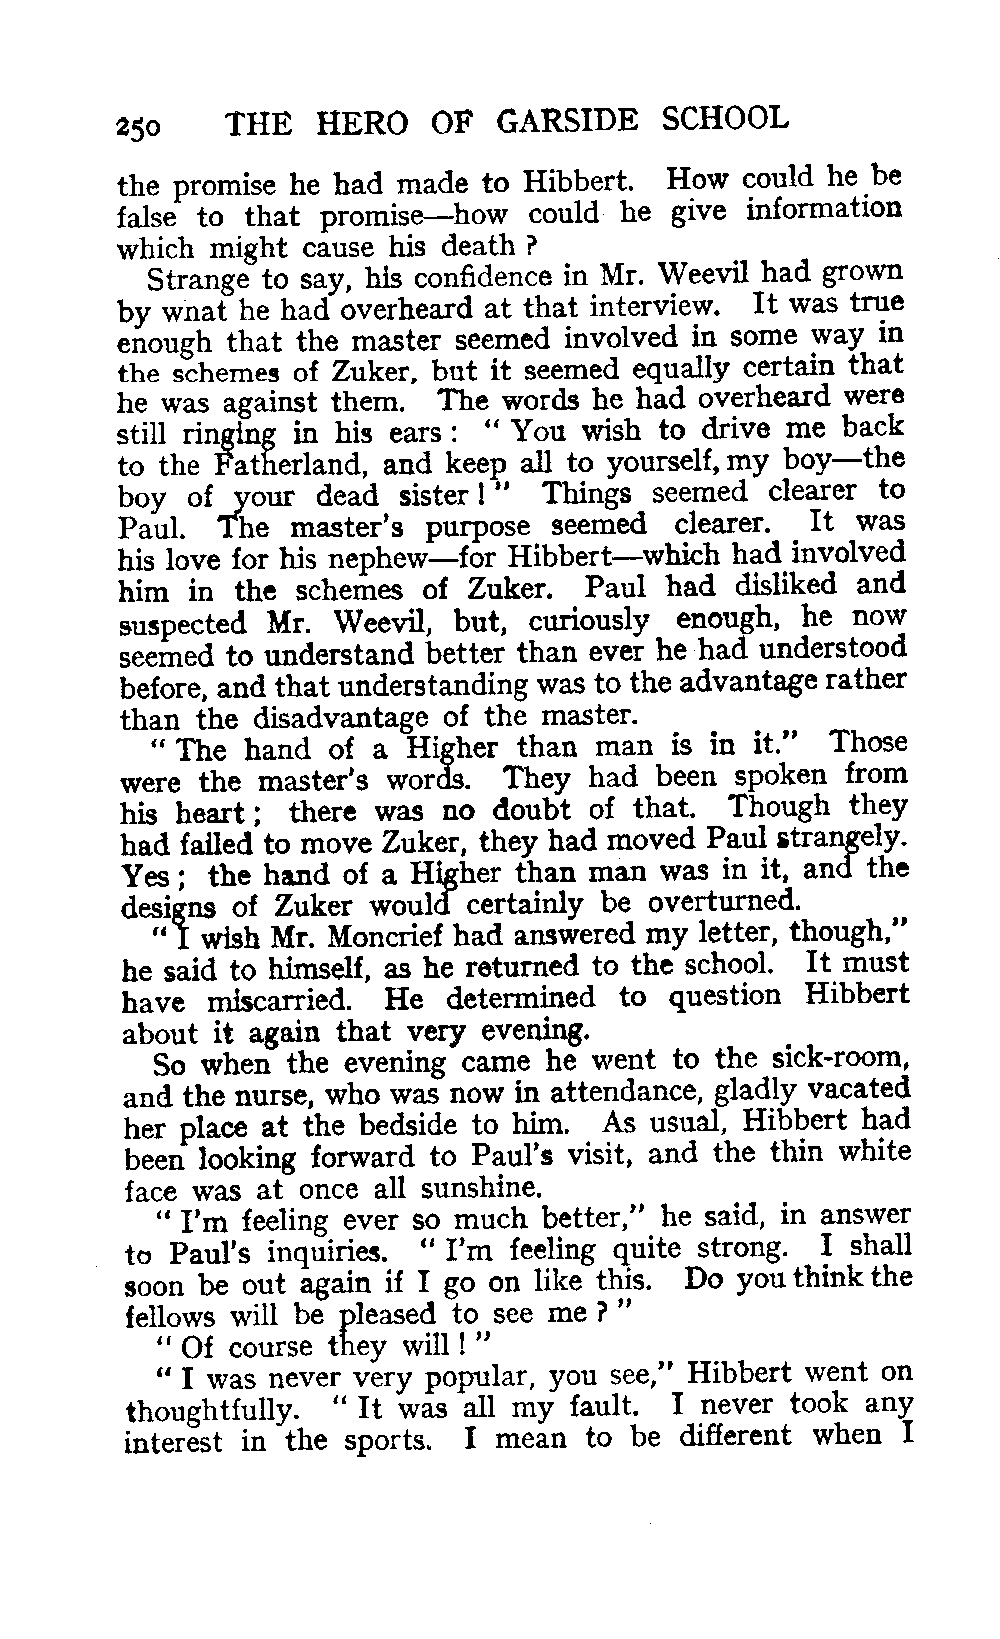 250 THE HERO OF GARSIDE SCHOOL
the promise he had made to Hibbert. How could he be
false to that promise—how could he give information
which might cause his death ?
Strange to say, his confidence in Mr. Weevil had grown
by wnat he had overheard at that interview. It was true
enough that the master seemed involved in some way in
the schemes of Zuker, but it seemed equally certain that
he was against them. The words he had overheard were
still ringing in his ears : “ You wish to drive me back
to the Fatherland, and keep all to yourself, my boy—the
boy of your dead sister ! ” Things seemed clearer to
Paul. The master's purpose seemed clearer. It was
his love for his nephew—for Hibbert—which had involved
him in the schemes of Zuker. Paul had disliked and
suspected Mr. Weevil, but, curiously enough, he now
seemed to understand better than ever he had understood
before, and that understanding was to the advantage rather
than the disadvantage of the master.
“ The hand of a Higher than man is in it.” Those
were the master's words. They had been spoken from
his heart ; there was no doubt of that. Though they
had failed to move Zuker, they had moved Paul strangely.
Yes ; the hand of a Higher than man was in it, and the
designs of Zuker would certainly be overturned.
“ I wish Mr. Moncrief had answered my letter, though,”
he said to himself, as he returned to the school. It must
have miscarried. He determined to question Hibbert
about it again that very evening.
So when the evening came he went to the sick-room,
and the nurse, who was now in attendance, gladly vacated
her place at the bedside to him. As usual, Hibbert had
been looking forward to Paul's visit, and the thin white
face was at once all sunshine.
“ I'm feeling ever so much better,” he said, in answer
to Paul's inquiries. “ I'm feeling quite strong. I shall
soon be out again if I go on like this. Do you think the
fellows will be pleased to see me ? ”
“ Of course they will ! ”
“ I was never very popular, you see,” Hibbert went on
thoughtfully. “ It was all my fault. I never took any
interest in the sports. I mean to be different when I